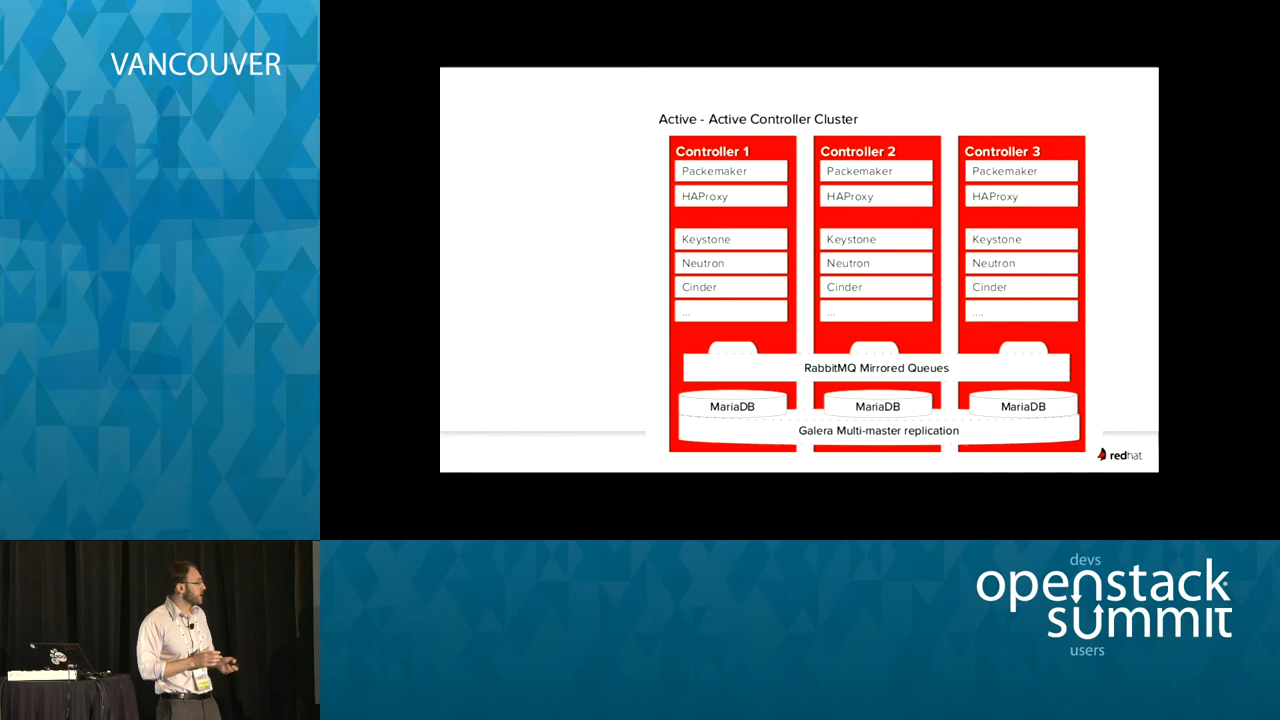 VANCOUVER
Active - Active Controller Cluster
Controller 1
Packemaker
HAProxy
Keystone
Neutron
Cinder
...
Controller 2
Packemaker
HAProxy
Keystone
Neutron
Cinder
...
Controller 3
Packemaker
HAProxy
Keystone
Neutron
Cinder
....
RabbitMQ Mirrored Queues
MariaDB
MariaDB
MariaDB
Galera Multi-master replication
redhat
devs
openstack
summit
users